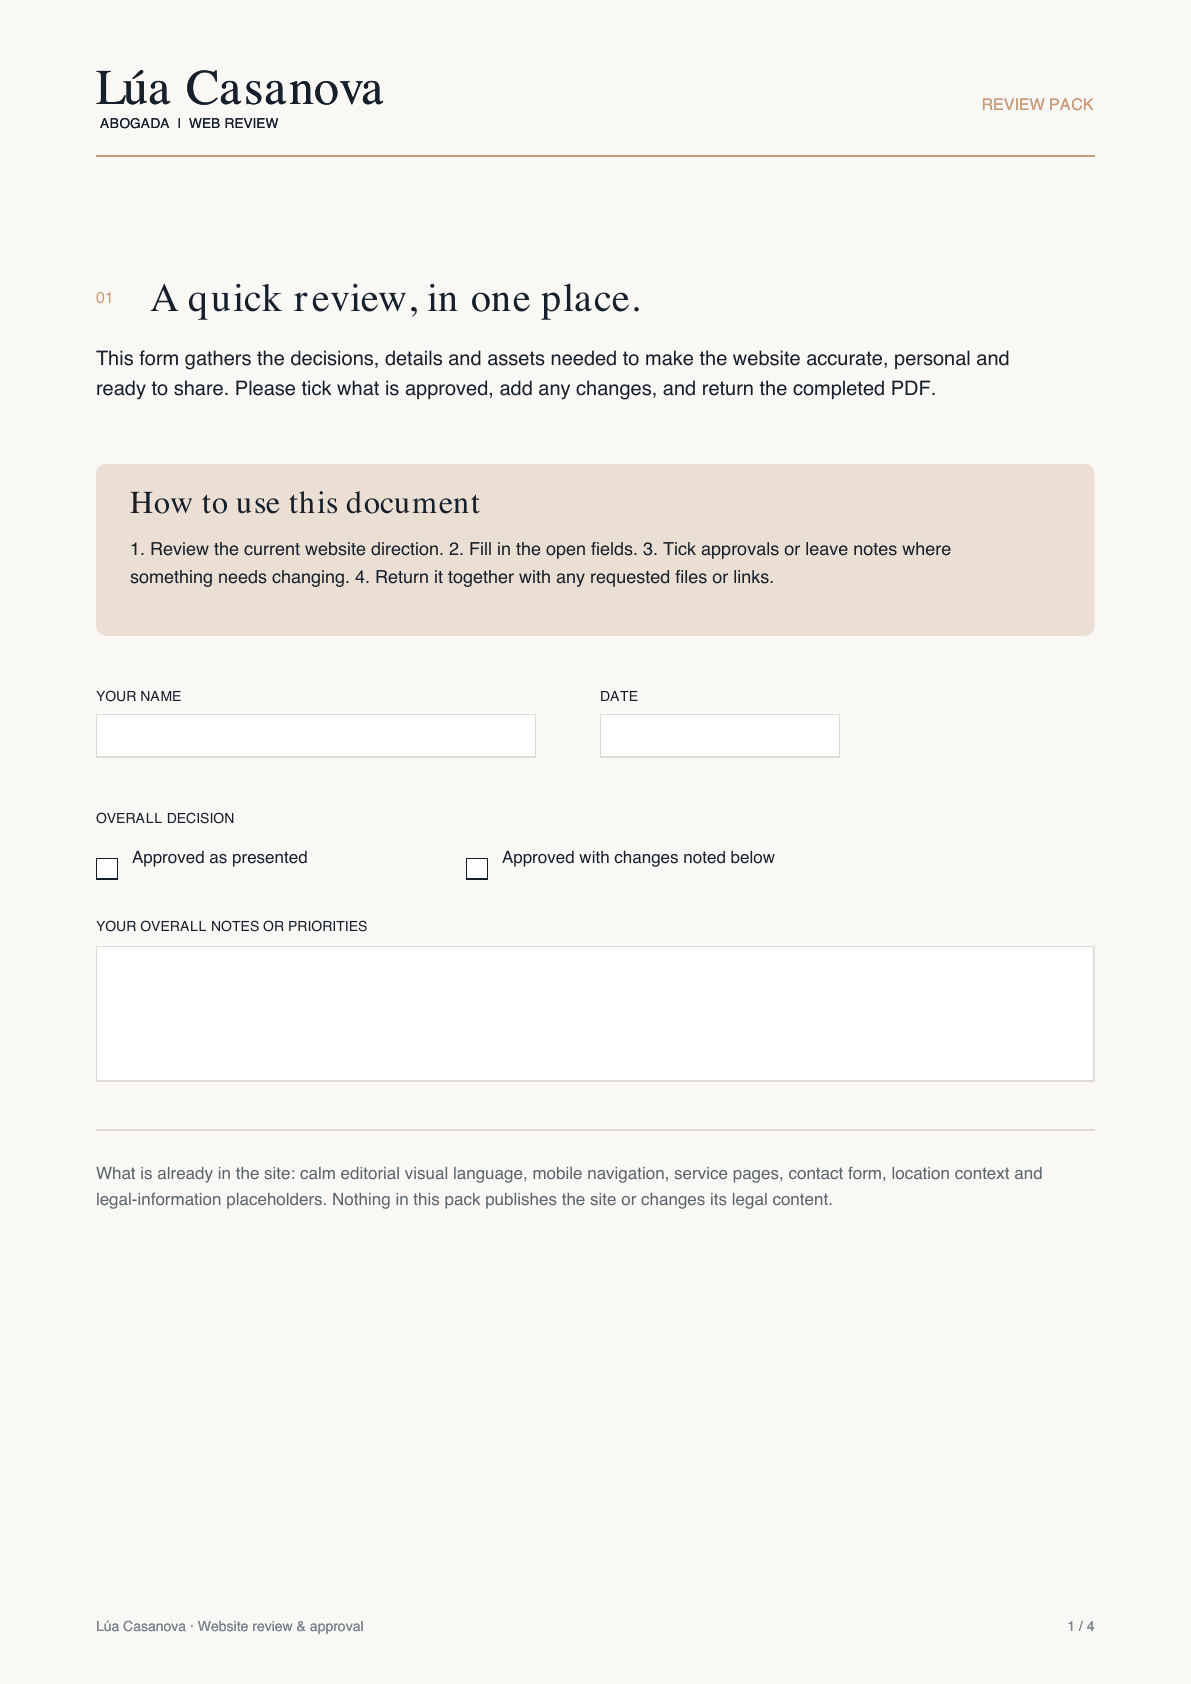 Lúa Casanova
ABOGADA | WEB REVIEW
REVIEW PACK
01 A quick review, in one place.
This form gathers the decisions, details and assets needed to make the website accurate, personal and
ready to share. Please tick what is approved, add any changes, and return the completed PDF.
How to use this document
1. Review the current website direction. 2. Fill in the open fields. 3. Tick approvals or leave notes where
something needs changing. 4. Return it together with any requested files or links.
YOUR NAME
DATE
OVERALL DECISION
Approved as presented
Approved with changes noted below
YOUR OVERALL NOTES OR PRIORITIES
What is already in the site: calm editorial visual language, mobile navigation, service pages, contact form, location context and
legal-information placeholders. Nothing in this pack publishes the site or changes its legal content.
Lúa Casanova · Website review & approval
1 / 4